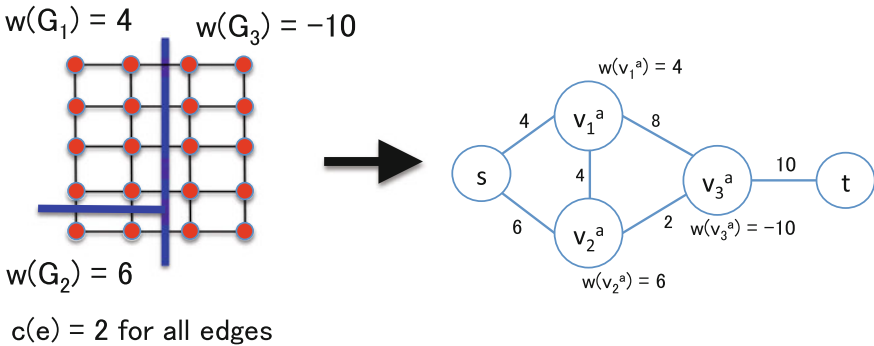 w(G₁) = 4
w(G₃) = −10
w(G₂) = 6
c(e) = 2 for all edges
w(v₁ᵃ) = 4
4
v₁ᵃ
8
s
4
v₃ᵃ
10
t
6
v₂ᵃ
2
w(v₃ᵃ) = −10
w(v₂ᵃ) = 6